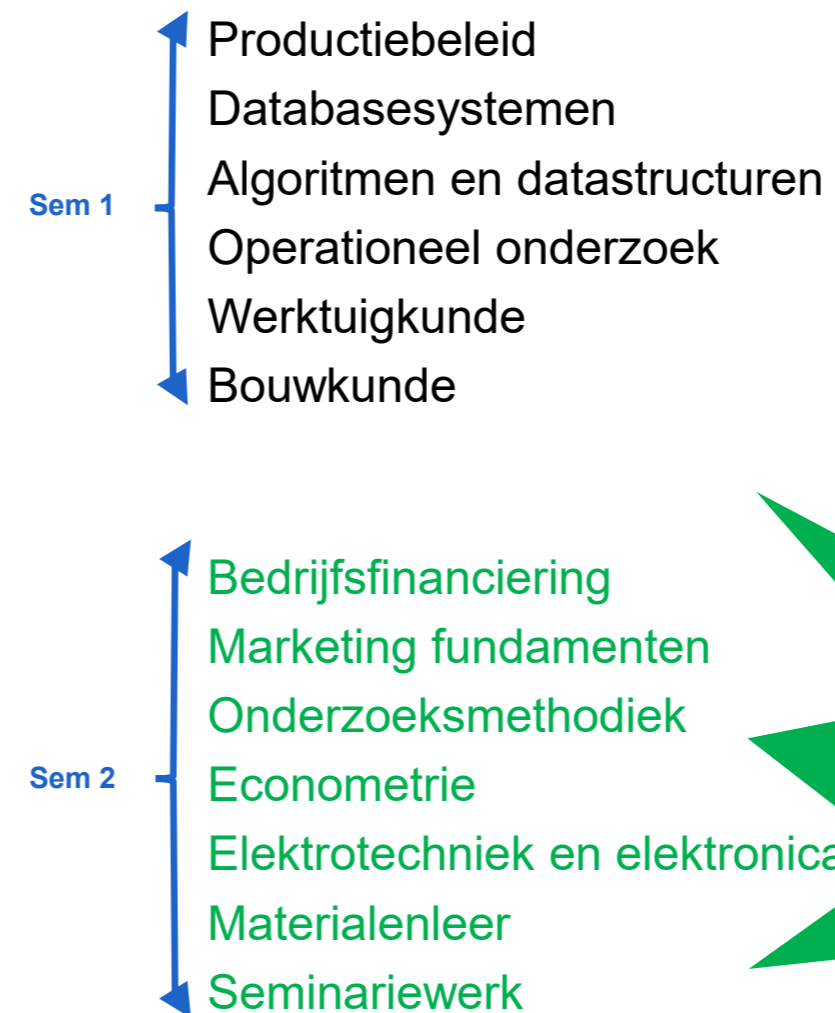 Productiebeleid
Databasesystemen
Algoritmen en datastructuren
Sem 1
Operationeel onderzoek
Werktuigkunde
Bouwkunde
Bedrijfsfinanciering
Marketing fundamenten
Onderzoeksmethodiek
Sem 2
Econometrie
Elektrotechniek en elektronica
Materialenleer
Seminariewerk